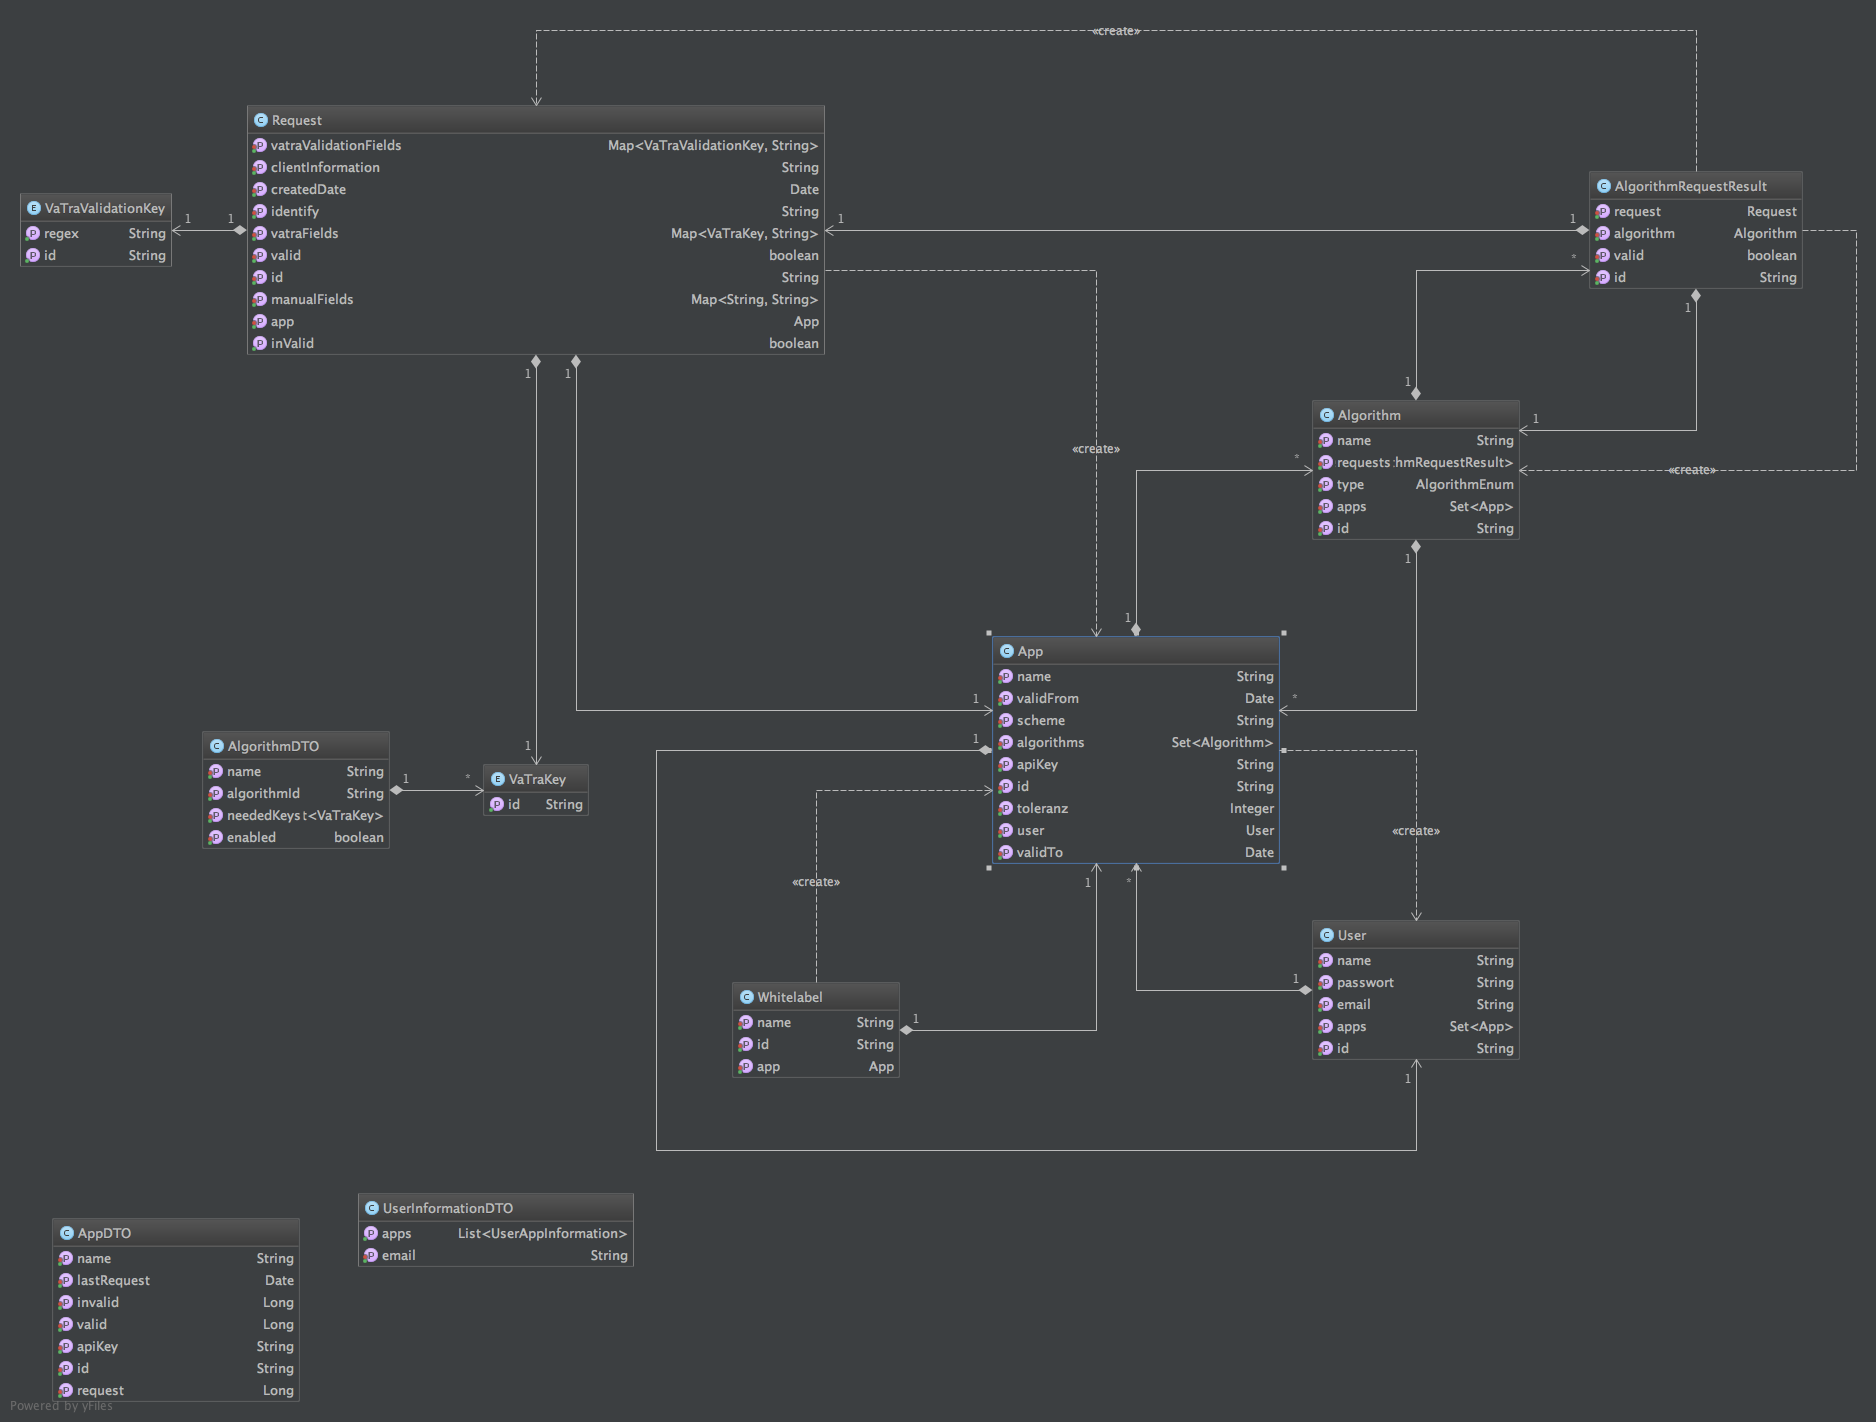 «create»
Request
vatraValidationFields Map<VaTraValidationKey, String>
clientInformation String
createdDate Date
identify String
vatraFields Map<VaTraKey, String>
valid boolean
id String
manualFields Map<String, String>
app App
inValid boolean
VaTraValidationKey
regex String
id String
1 1
1 1
*
1
AlgorithmRequestResult
request Request
algorithm Algorithm
valid boolean
id String
1
1
Algorithm
name String
requests :hmRequestResult>
type AlgorithmEnum
apps Set<App>
id String
«create»
«create»
*
1
1
1 1
1
App
name String
validFrom Date
scheme String
algorithms Set<Algorithm>
apiKey String
id String
toleranz Integer
user User
validTo Date
1
*
1
1
AlgorithmDTO
name String
algorithmId String
neededKeys t<VaTraKey>
enabled boolean
1 *
VaTraKey
id String
«create»
«create»
1 *
Whitelabel
name String
id String
app App
1
User
name String
passwort String
email String
apps Set<App>
id String
1
1
UserInformationDTO
apps List<UserAppInformation>
email String
AppDTO
name String
lastRequest Date
invalid Long
valid Long
apiKey String
id String
request Long
Powered by yFiles